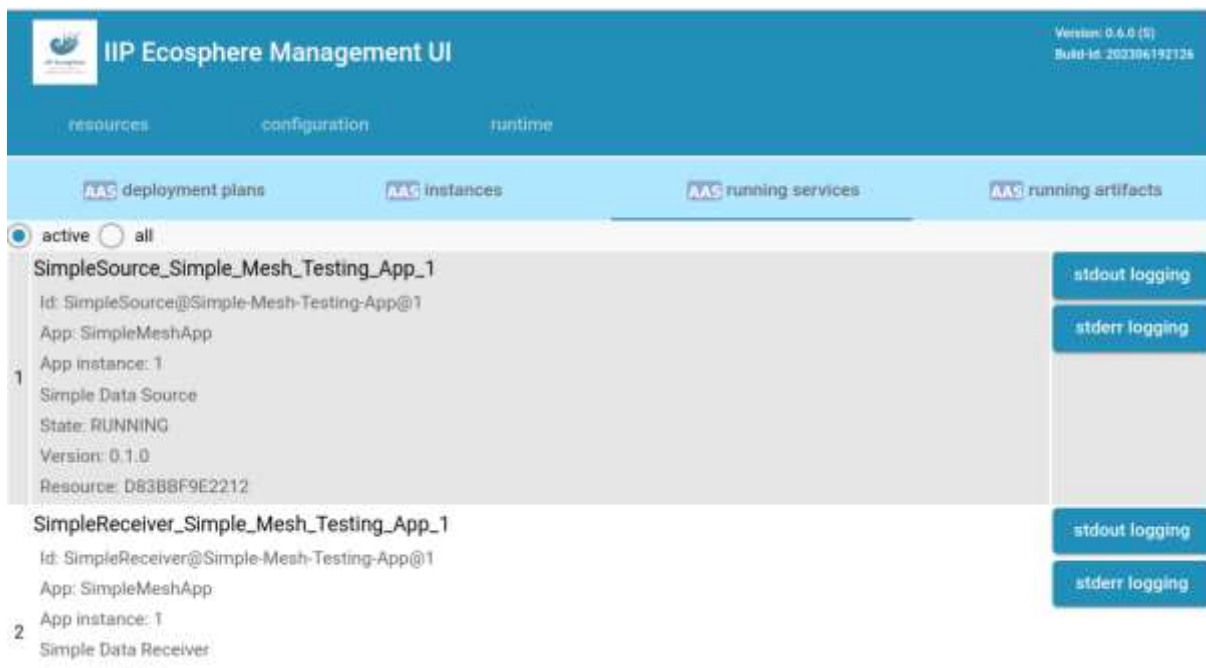 IIP Ecosphere Management UI
Version: 0.6.0 (S)
Build-Id: 202306192126
resources configuration runtime
AAS deployment plans AAS instances AAS running services AAS running artifacts
active all
SimpleSource_Simple_Mesh_Testing_App_1
stdout logging
Id: SimpleSource@Simple-Mesh-Testing-App@1
stderr logging
App: SimpleMeshApp
App instance: 1
1
Simple Data Source
State: RUNNING
Version: 0.1.0
Resource: D83BBF9E2212
SimpleReceiver_Simple_Mesh_Testing_App_1
stdout logging
Id: SimpleReceiver@Simple-Mesh-Testing-App@1
stderr logging
App: SimpleMeshApp
App instance: 1
2
Simple Data Receiver